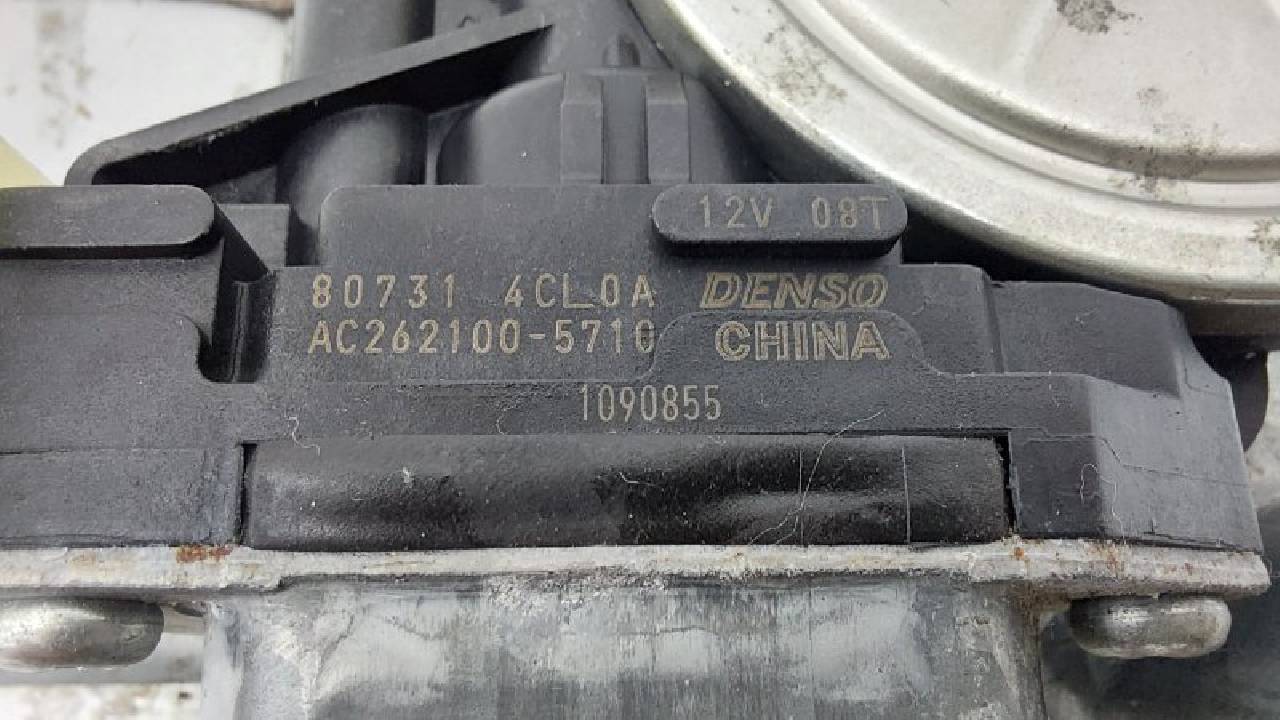 12V 08T
80731 4CL0A DENSO
AC262100-5710 CHINA
1090855